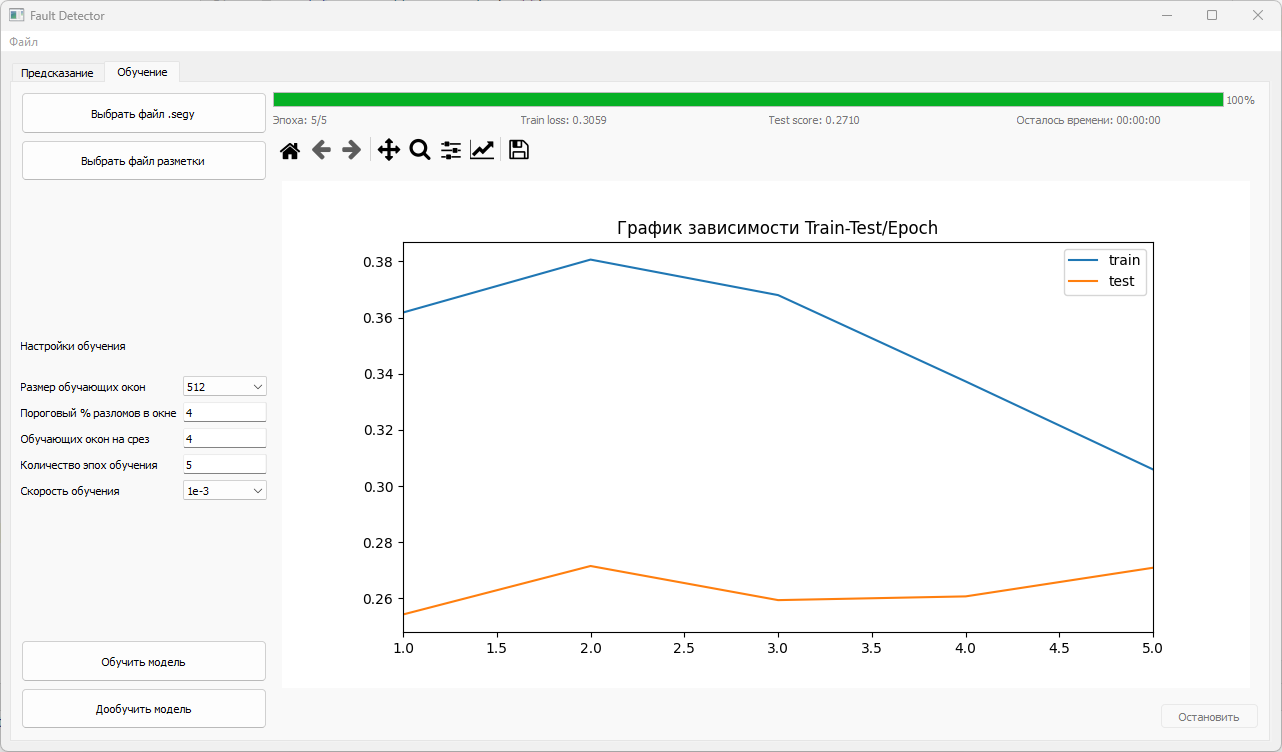 Fault Detector
Файл
Предсказание
Обучение
Выбрать файл .segy
Выбрать файл разметки
Настройки обучения
Размер обучающих окон 512
Пороговый % разломов в окне 4
Обучающих окон на срез 4
Количество эпох обучения 5
Скорость обучения 1e-3
Обучить модель
Дообучить модель
100%
Эпоха: 5/5
Train loss: 0.3059
Test score: 0.2710
Осталось времени: 00:00:00
График зависимости Train-Test/Epoch
train
test
0.38
0.36
0.34
0.32
0.30
0.28
0.26
1.0 1.5 2.0 2.5 3.0 3.5 4.0 4.5 5.0
Остановить